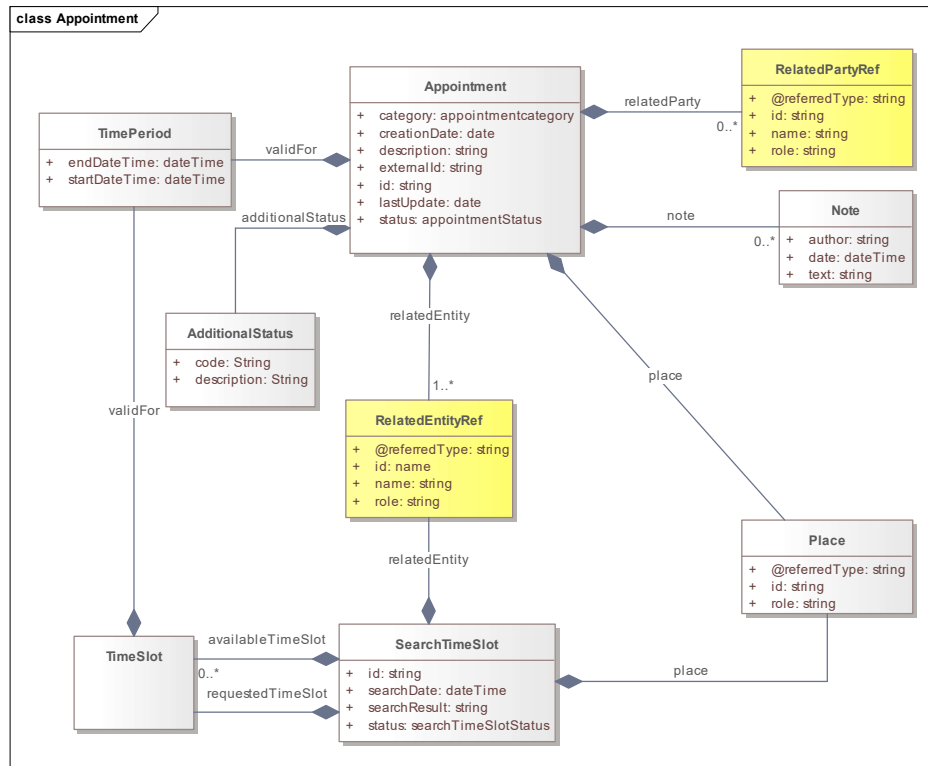 class Appointment
Appointment
+ category: appointmentcategory
+ creationDate: date
+ description: string
+ externalId: string
+ id: string
+ lastUpdate: date
+ status: appointmentStatus
relatedParty
0..*
RelatedPartyRef
+ @referredType: string
+ id: string
+ name: string
+ role: string
TimePeriod
+ endDateTime: dateTime
+ startDateTime: dateTime
validFor
additionalStatus
note
0..*
Note
+ author: string
+ date: dateTime
+ text: string
AdditionalStatus
+ code: String
+ description: String
relatedEntity
1..*
place
validFor
RelatedEntityRef
+ @referredType: string
+ id: name
+ name: string
+ role: string
relatedEntity
Place
+ @referredType: string
+ id: string
+ role: string
TimeSlot
availableTimeSlot
0..*
requestedTimeSlot
SearchTimeSlot
+ id: string
+ searchDate: dateTime
+ searchResult: string
+ status: searchTimeSlotStatus
place